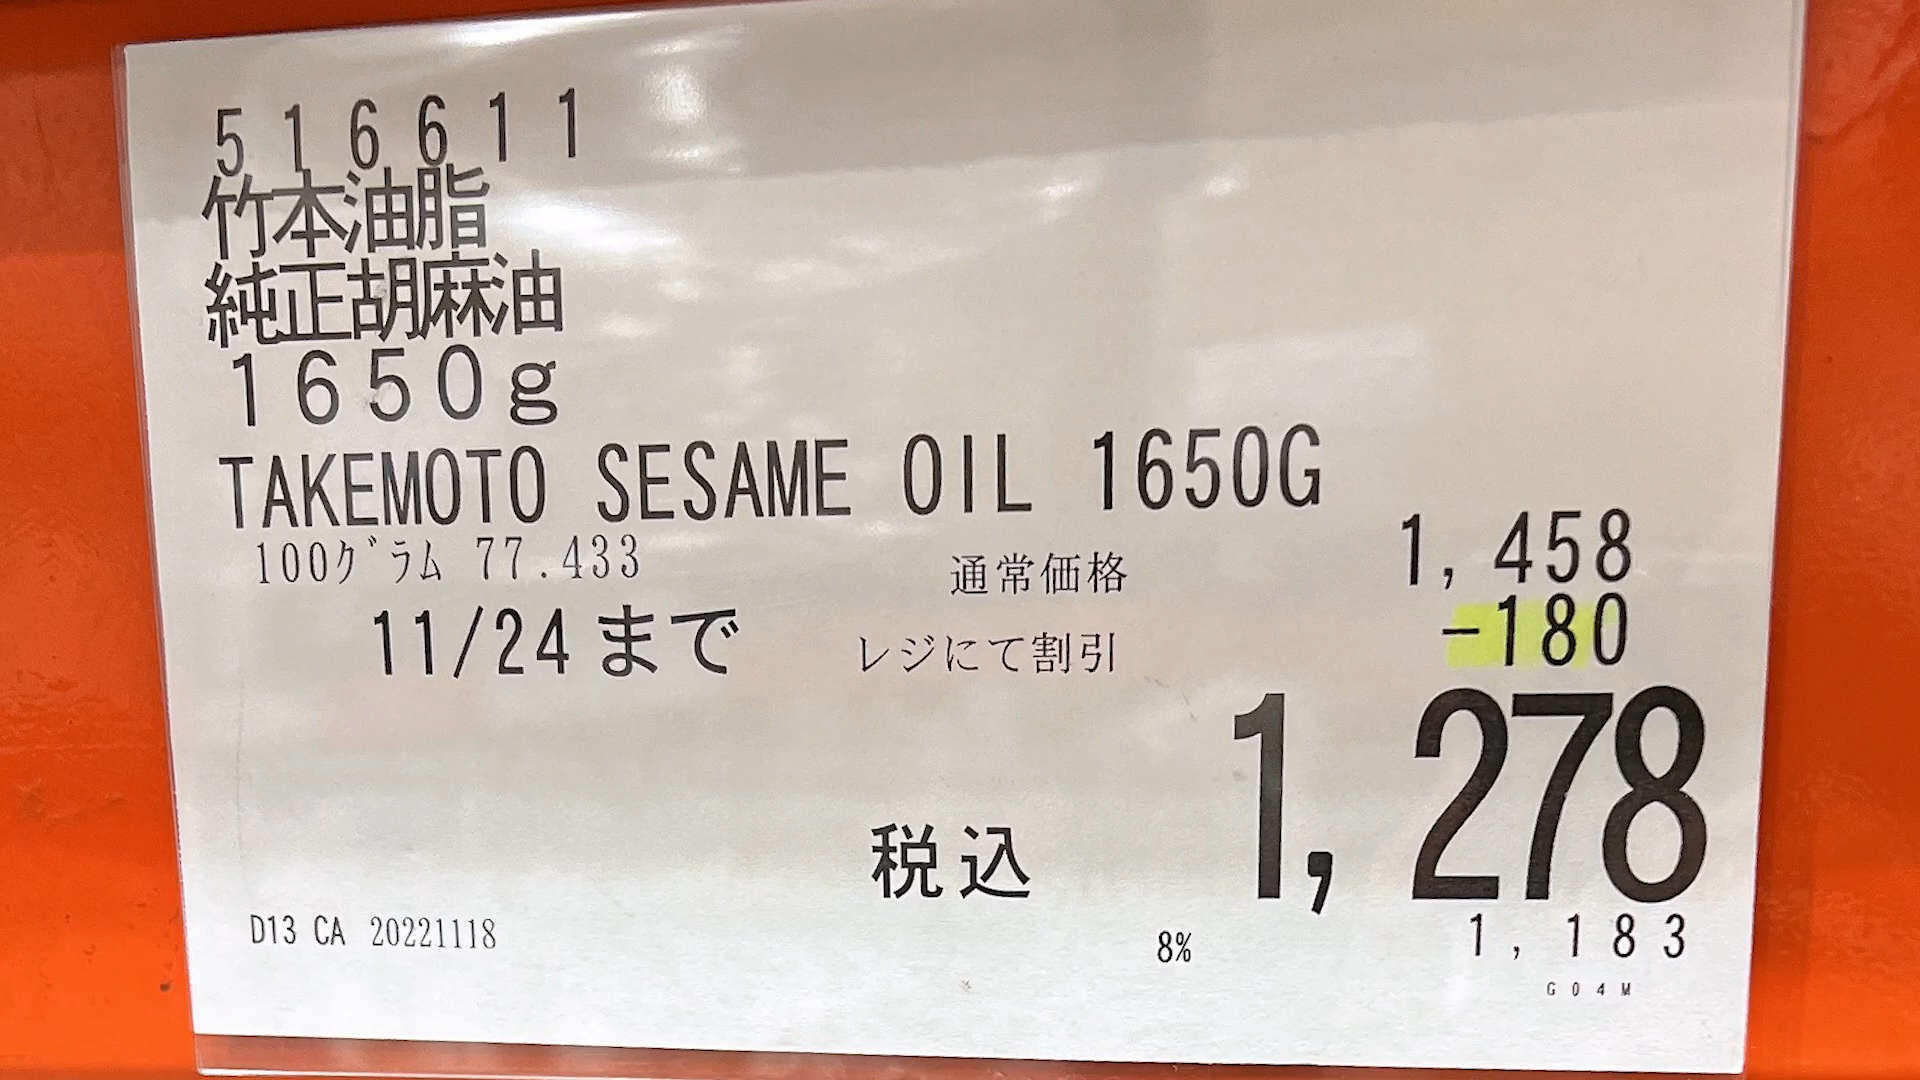 516611
竹本油脂
純正胡麻油
1650g
TAKEMOTO SESAME OIL 1650G
100グラム 77.433
通常価格 1,458
11/24まで レジにて割引 -180
税込 1,278
D13 CA 20221118 8% 1,183
G04M